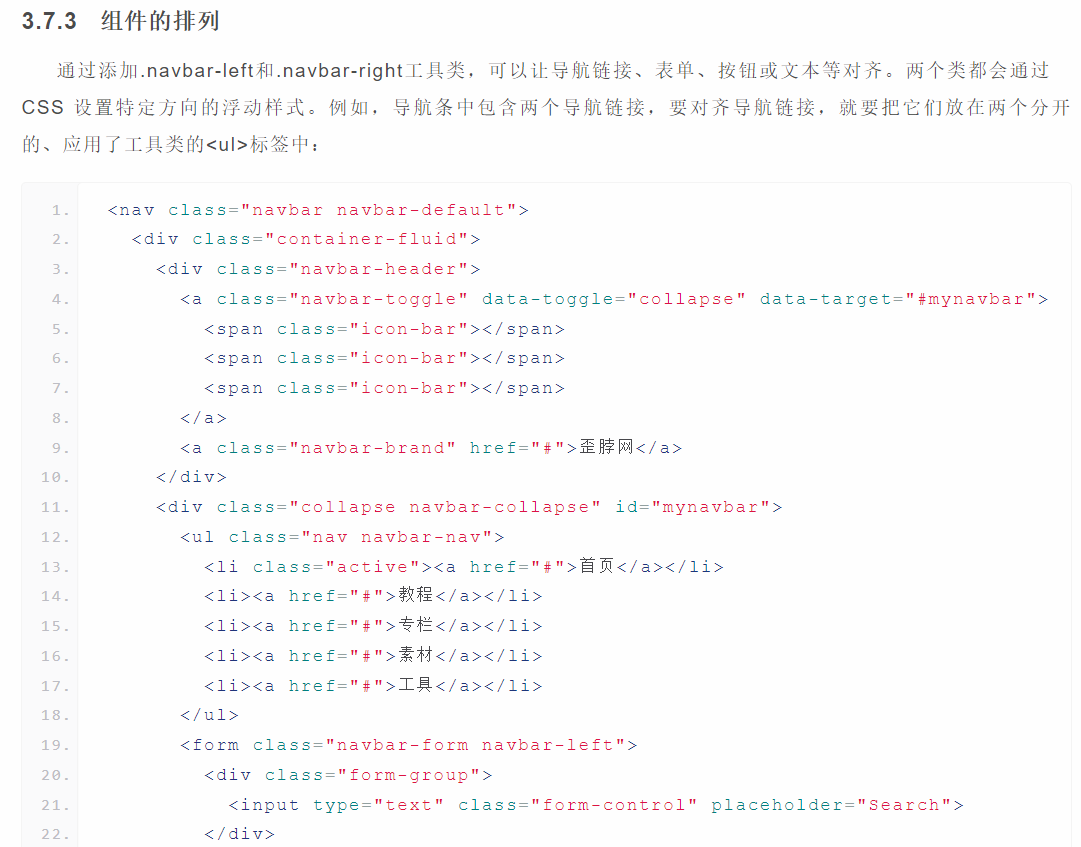 3.7.3 组件的排列
通过添加.navbar-left和.navbar-right工具类，可以让导航链接、表单、按钮或文本等对齐。两个类都会通过
CSS 设置特定方向的浮动样式。例如，导航条中包含两个导航链接，要对齐导航链接，就要把它们放在两个分开
的、应用了工具类的<ul>标签中：
1. <nav class="navbar navbar-default">
2. <div class="container-fluid">
3. <div class="navbar-header">
4. <a class="navbar-toggle" data-toggle="collapse" data-target="#mynavbar">
5. <span class="icon-bar"></span>
6. <span class="icon-bar"></span>
7. <span class="icon-bar"></span>
8. </a>
9. <a class="navbar-brand" href="#">歪脖网</a>
10. </div>
11. <div class="collapse navbar-collapse" id="mynavbar">
12. <ul class="nav navbar-nav">
13. <li class="active"><a href="#">首页</a></li>
14. <li><a href="#">教程</a></li>
15. <li><a href="#">专栏</a></li>
16. <li><a href="#">素材</a></li>
17. <li><a href="#">工具</a></li>
18. </ul>
19. <form class="navbar-form navbar-left">
20. <div class="form-group">
21. <input type="text" class="form-control" placeholder="Search">
22. </div>